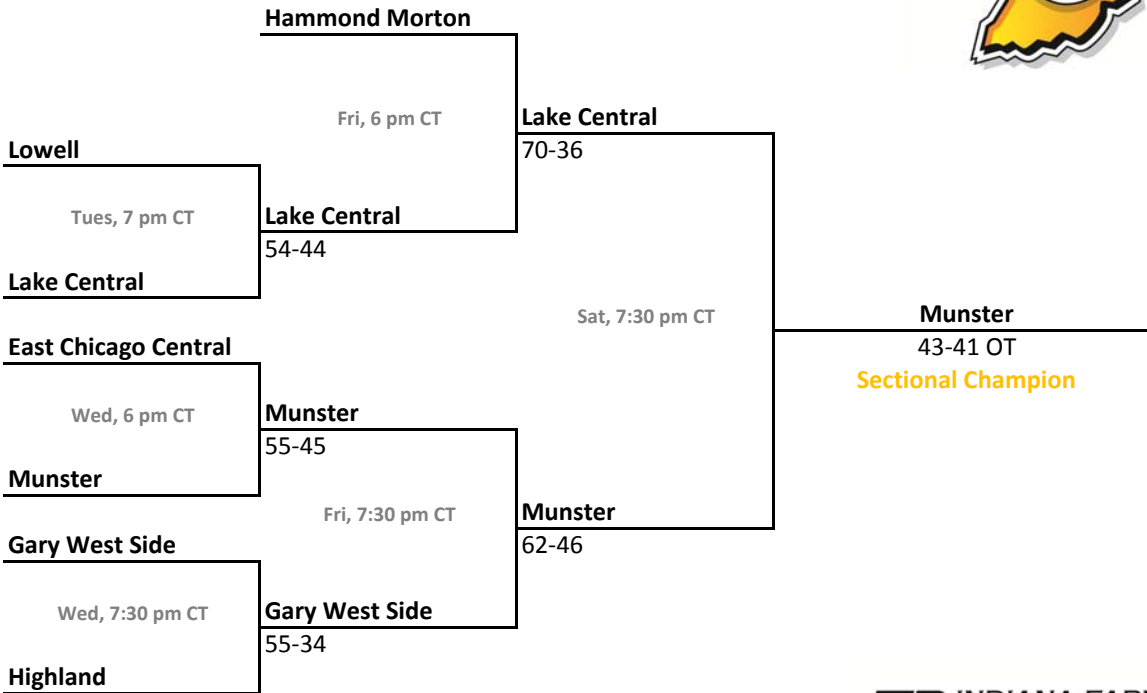 Hammond Morton
Fri, 6 pm CT
Lake Central
70-36
Lowell
Tues, 7 pm CT
Lake Central
54-44
Lake Central
Sat, 7:30 pm CT
Munster
43-41 OT
Sectional Champion
East Chicago Central
Wed, 6 pm CT
Munster
55-45
Munster
Fri, 7:30 pm CT
Munster
62-46
Gary West Side
Wed, 7:30 pm CT
Gary West Side
55-34
Highland
INDIANA